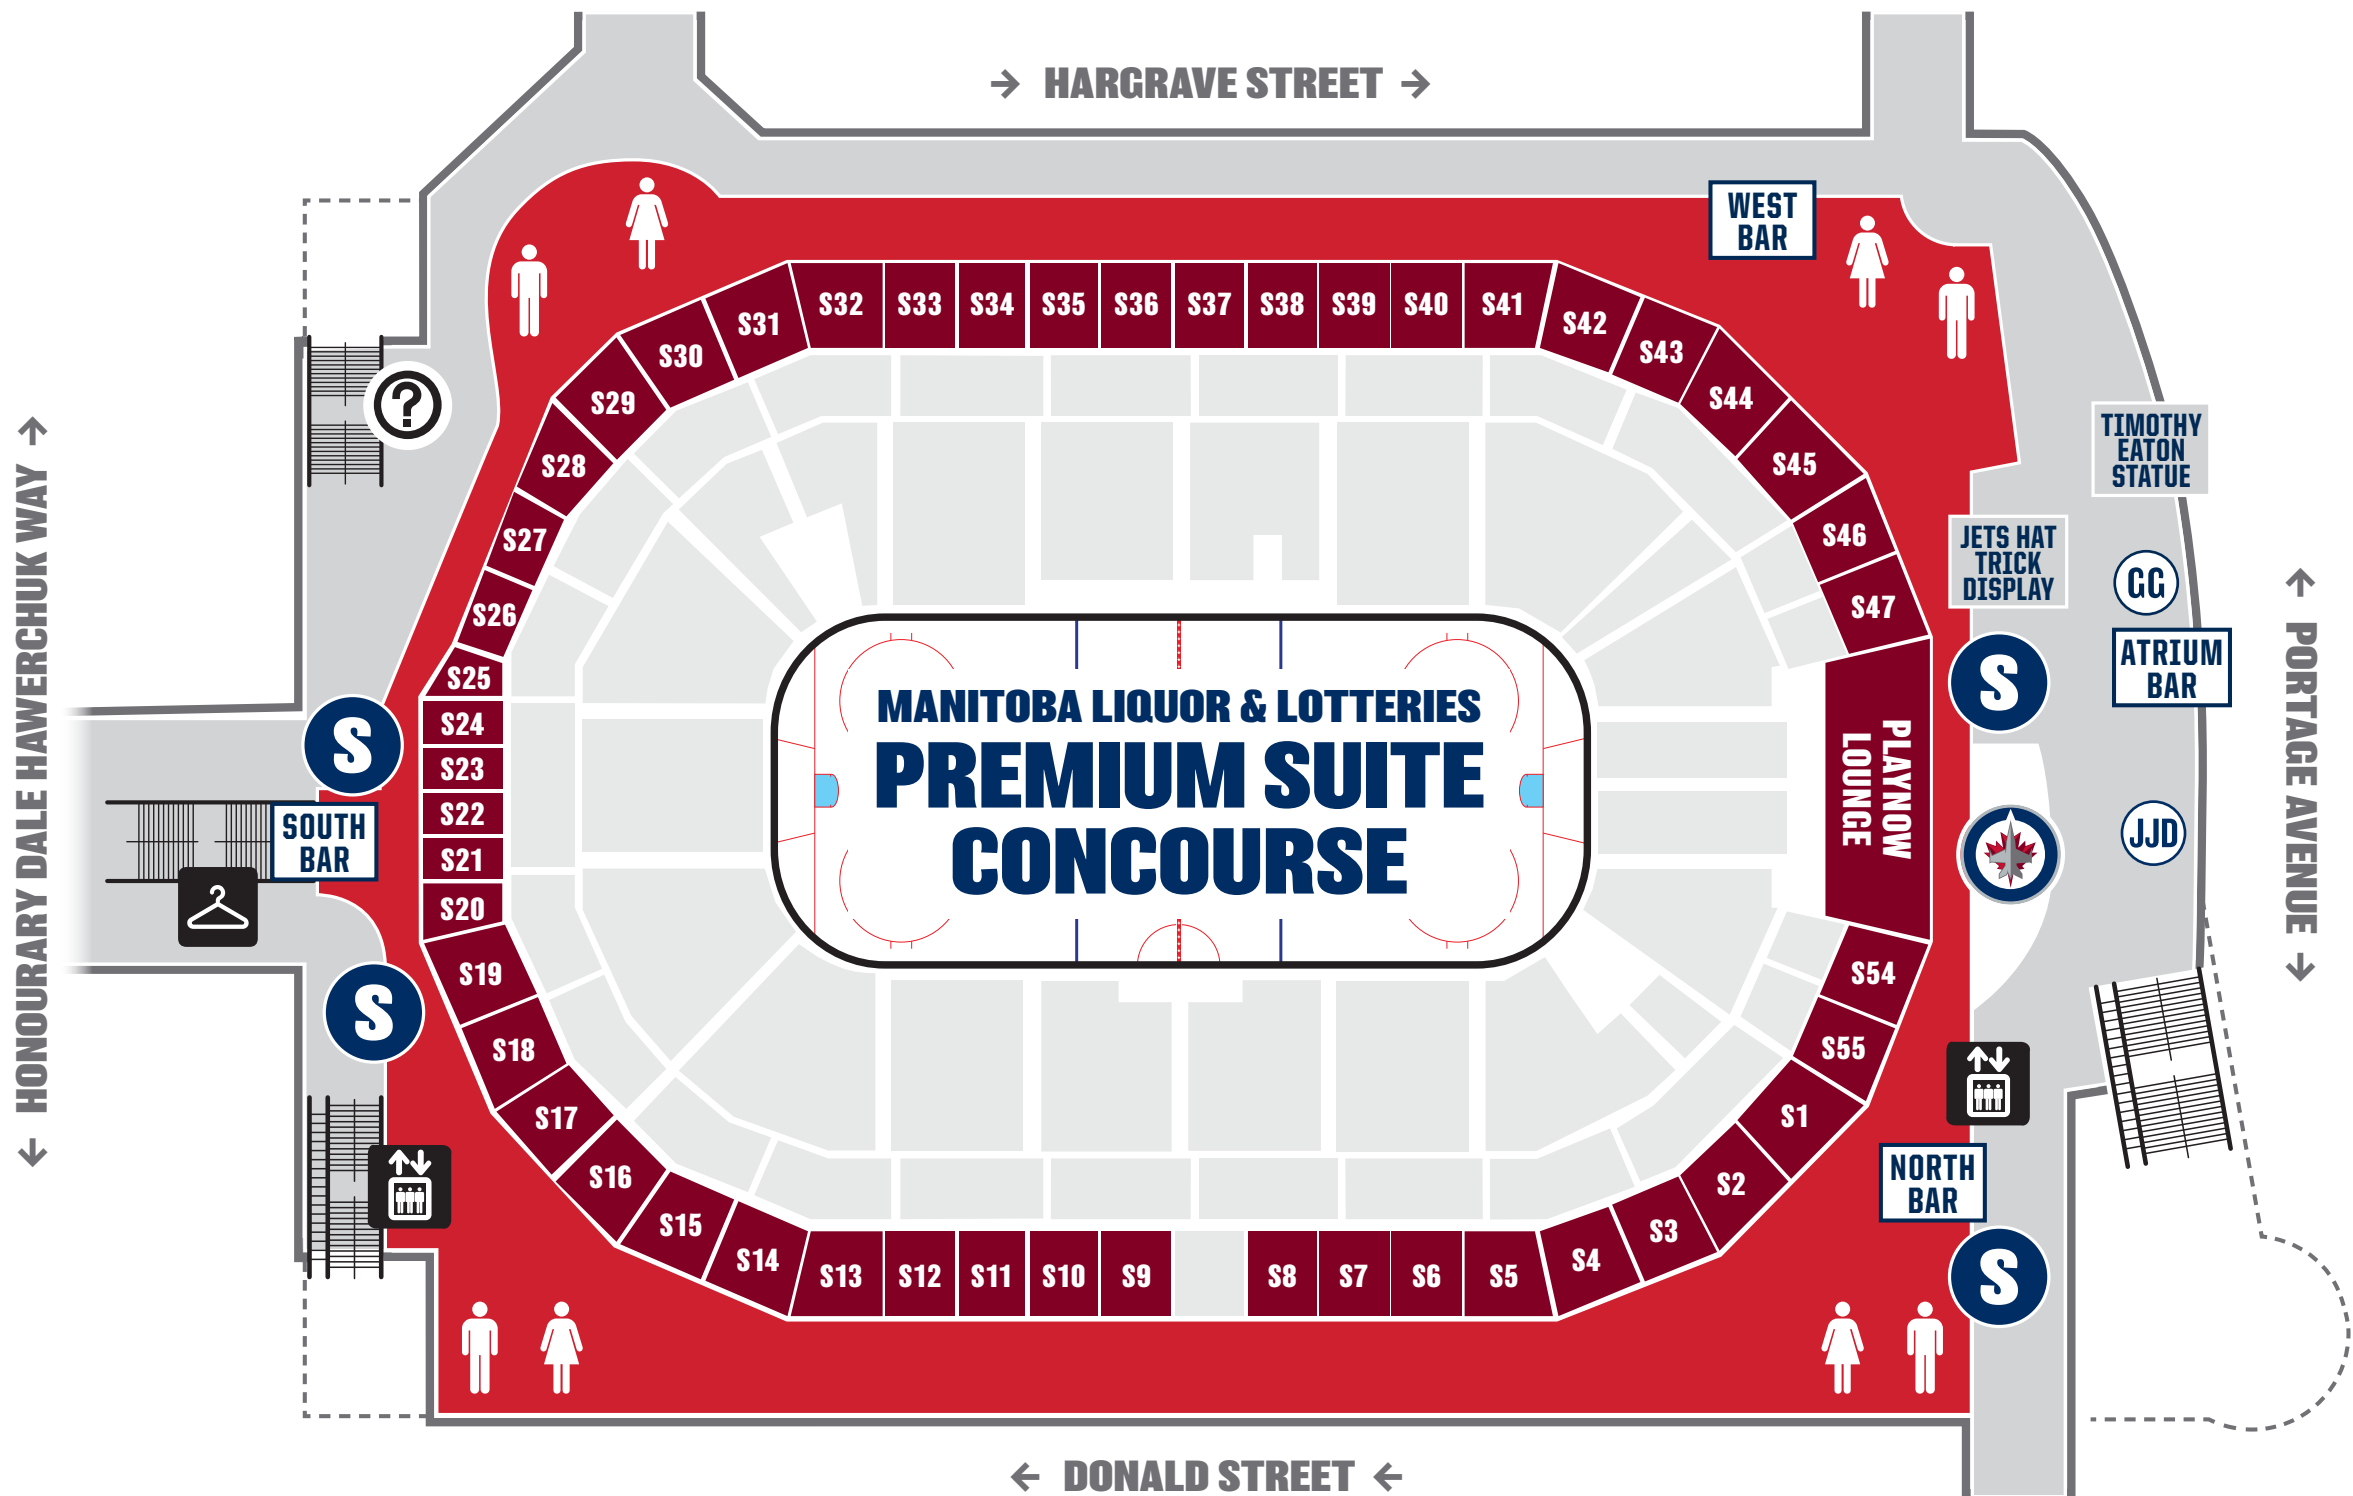 HARGRAVE STREET
WEST
BAR
S32
S33
S34
S35
S36
S37
S38
S39
S40
S41
S31
S42
S30
S43
S29
S44
S28
S45
S27
S46
S26
S47
S25
S24
S23
S22
S21
S20
S19
S54
S18
S55
S17
S1
S16
S2
S15
S3
S14
S4
S13
S12
S11
S10
S9
S8
S7
S6
S5
?
TIMOTHY
EATON
STATUE
JETS HAT
TRICK
DISPLAY
GG
S
ATRIUM
BAR
PLAYNOW
LOUNGE
JJD
MANITOBA LIQUOR & LOTTERIES
PREMIUM SUITE
CONCOURSE
S
SOUTH
BAR
S
NORTH
BAR
S
HONOURARY DALE HAWERCHUK WAY
PORTAGE AVENUE
DONALD STREET